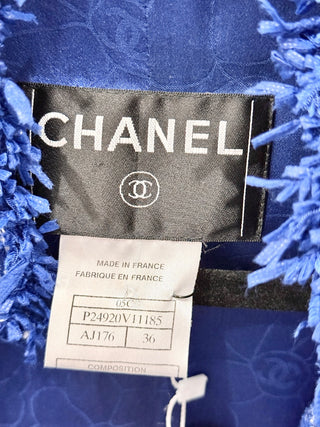 CHANEL
MADE IN FRANCE
FABRIQUE EN FRANCE
05C
P24920V11185
AJ176 36
COMPOSITION